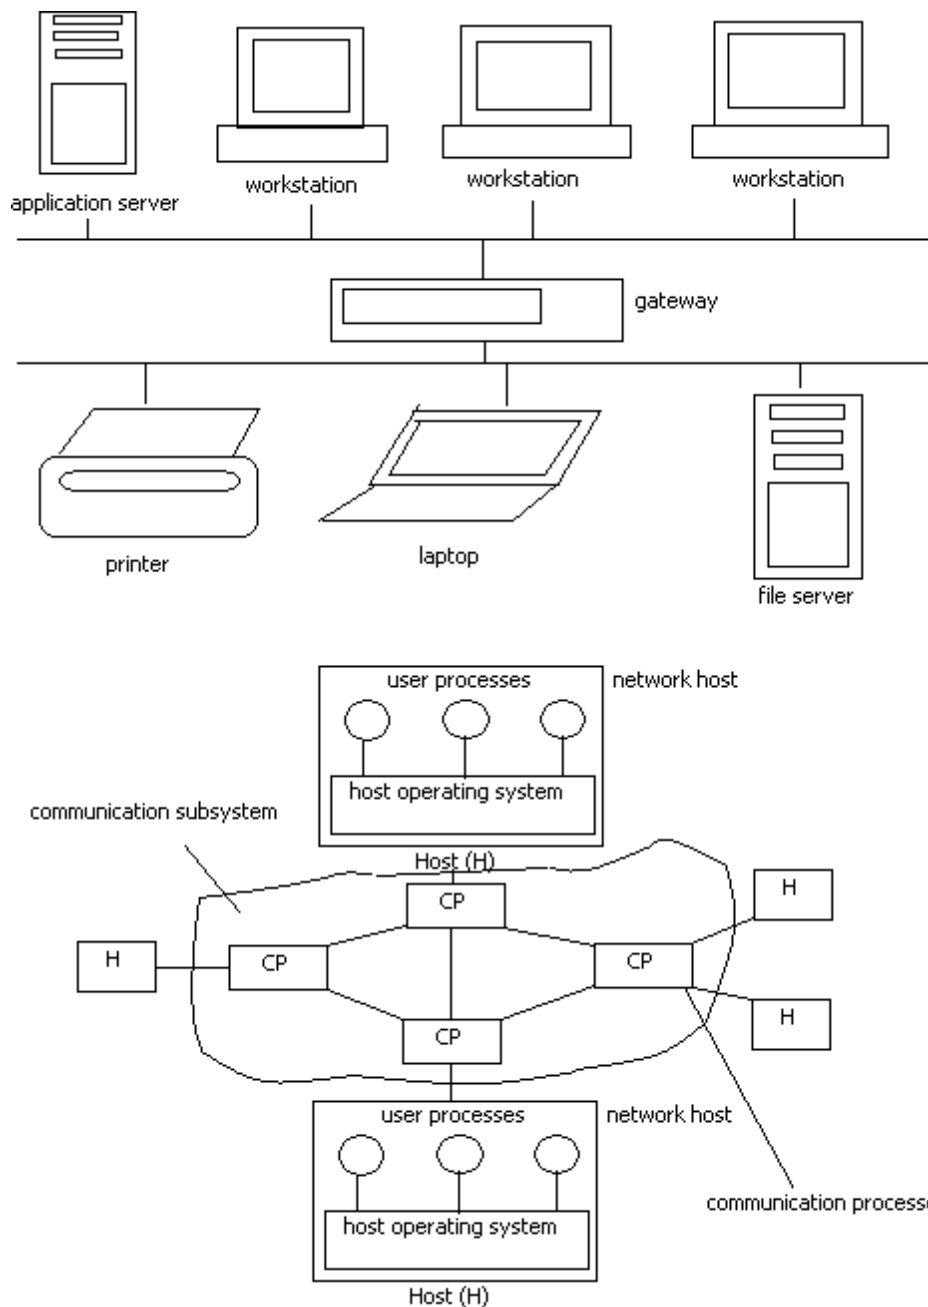 application server
workstation
workstation
workstation
gateway
printer
laptop
file server
user processes
network host
host operating system
communication subsystem
Host (H)
CP
H
H
CP
CP
H
CP
user processes
network host
host operating system
communication processo
Host (H)